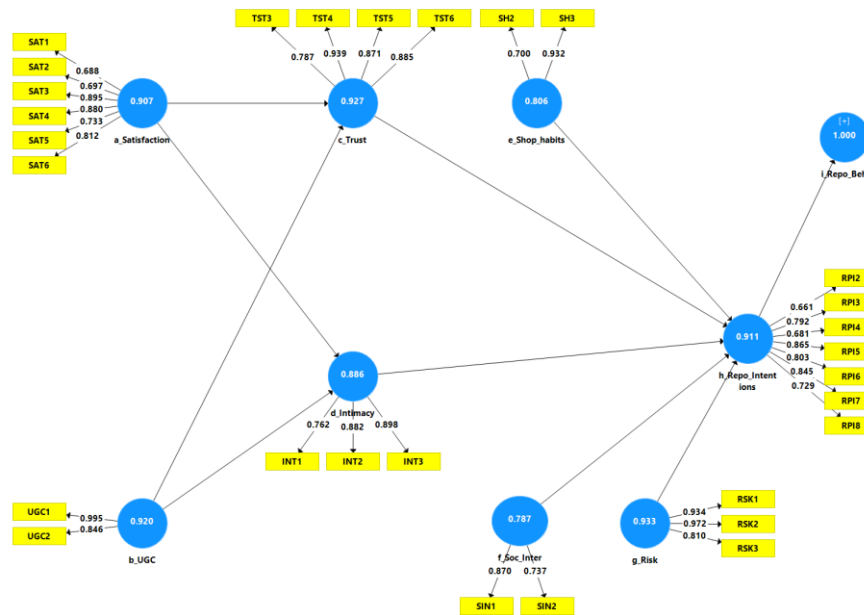 TST3
TST4
TST5
TST6
SH2
SH3
0.787
0.939
0.871
0.885
0.700
0.932
SAT1
SAT2
SAT3
SAT4
SAT5
SAT6
0.688
0.697
0.895
0.880
0.733
0.812
0.907
a_Satisfaction
0.927
c_Trust
0.806
e_Shop_habits
[+]
1.000
i_Repo_Beh
RPI2
RPI3
RPI4
RPI5
RPI6
RPI7
RPI8
0.661
0.792
0.681
0.865
0.803
0.845
0.729
0.911
h_Repo_Intent
ions
0.886
d_Intimacy
0.762
0.882
0.898
INT1
INT2
INT3
UGC1
UGC2
0.995
0.846
0.920
b_UGC
0.787
f_Soc_Inter
0.870
0.737
SIN1
SIN2
0.933
g_Risk
0.934
0.972
0.810
RSK1
RSK2
RSK3